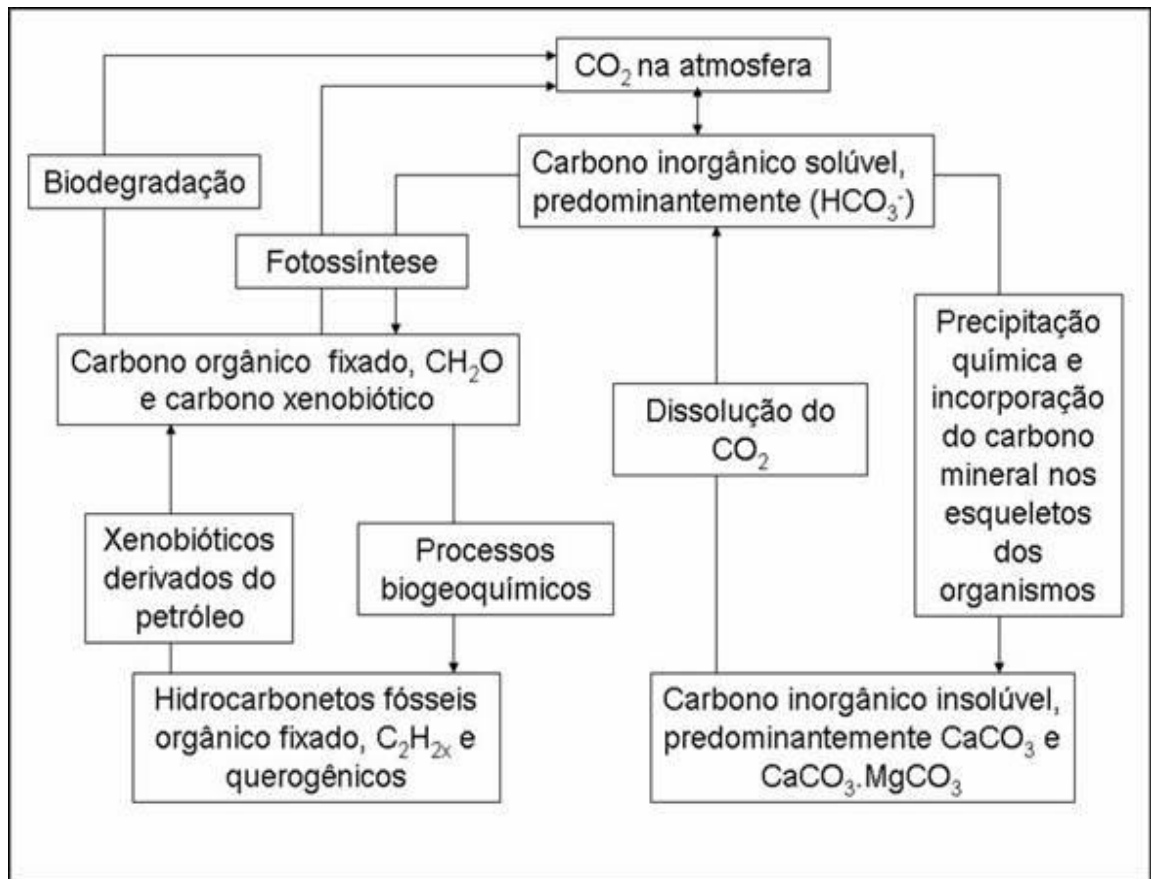 CO₂ na atmosfera
Carbono inorgânico solúvel,
predominantemente (HCO₃⁻)
Biodegradação
Fotossíntese
Carbono orgânico fixado, CH₂O
e carbono xenobiótico
Precipitação
química e
incorporação
do carbono
mineral nos
esqueletos
dos
organismos
Dissolução do
CO₂
Xenobióticos
derivados do
petróleo
Processos
biogeoquímicos
Hidrocarbonetos fósseis
orgânico fixado, C₂H₂ₓ e
querogênicos
Carbono inorgânico insolúvel,
predominantemente CaCO₃ e
CaCO₃.MgCO₃